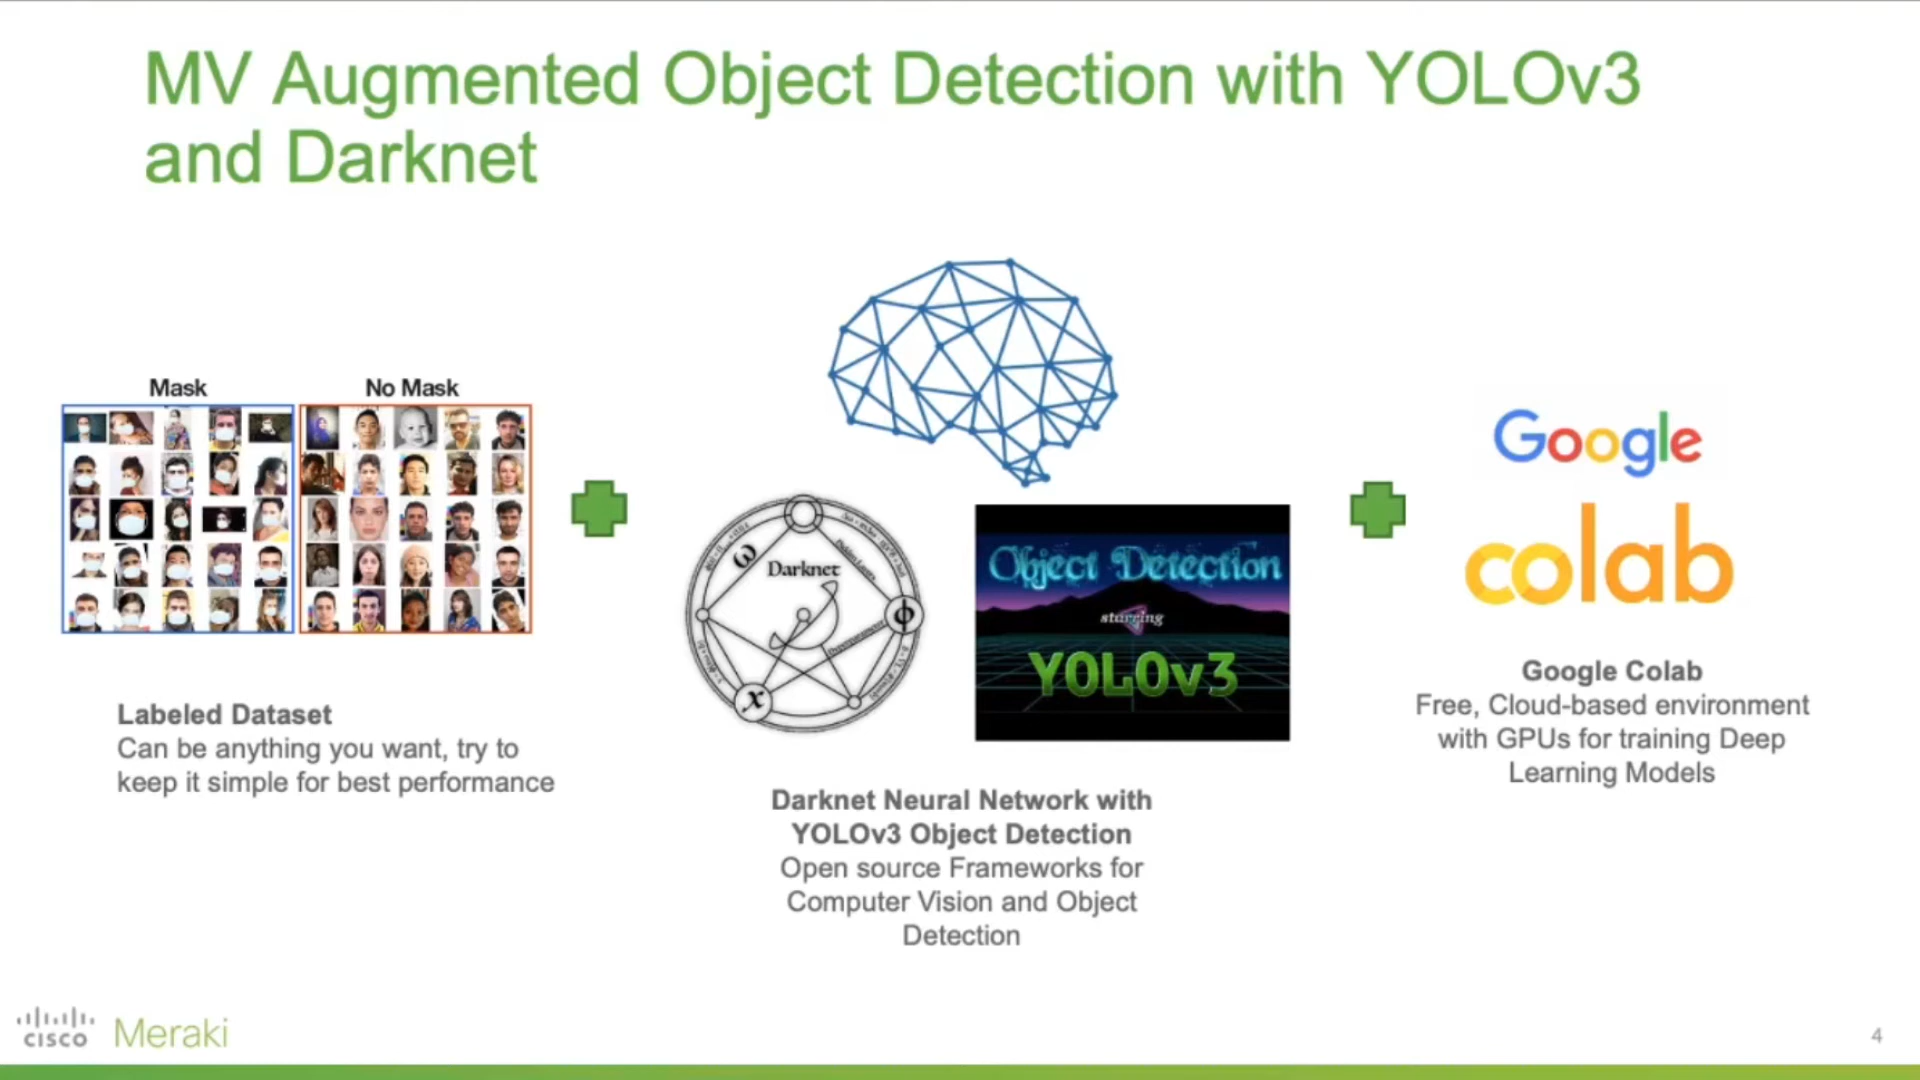 MV Augmented Object Detection with YOLOv3
and Darknet
Mask
No Mask
Labeled Dataset
Can be anything you want, try to
keep it simple for best performance
Darknet
ω
ϕ
x
Object Detection
starring
YOLOv3
Darknet Neural Network with
YOLOv3 Object Detection
Open source Frameworks for
Computer Vision and Object
Detection
Google
colab
Google Colab
Free, Cloud-based environment
with GPUs for training Deep
Learning Models
CISCO Meraki
4